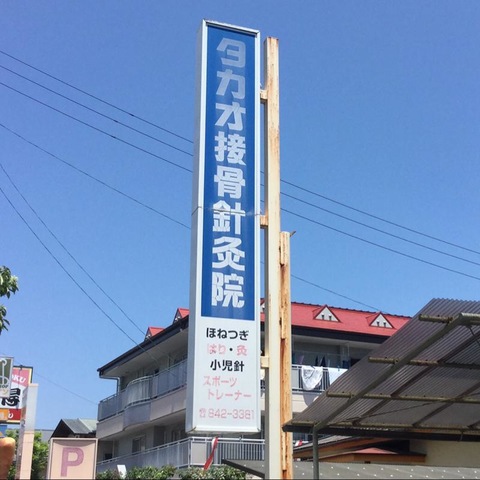 タカオ接骨針灸院
ほねつぎ
はり・灸
小児針
スポーツ
トレーナー
☎942-3381
P